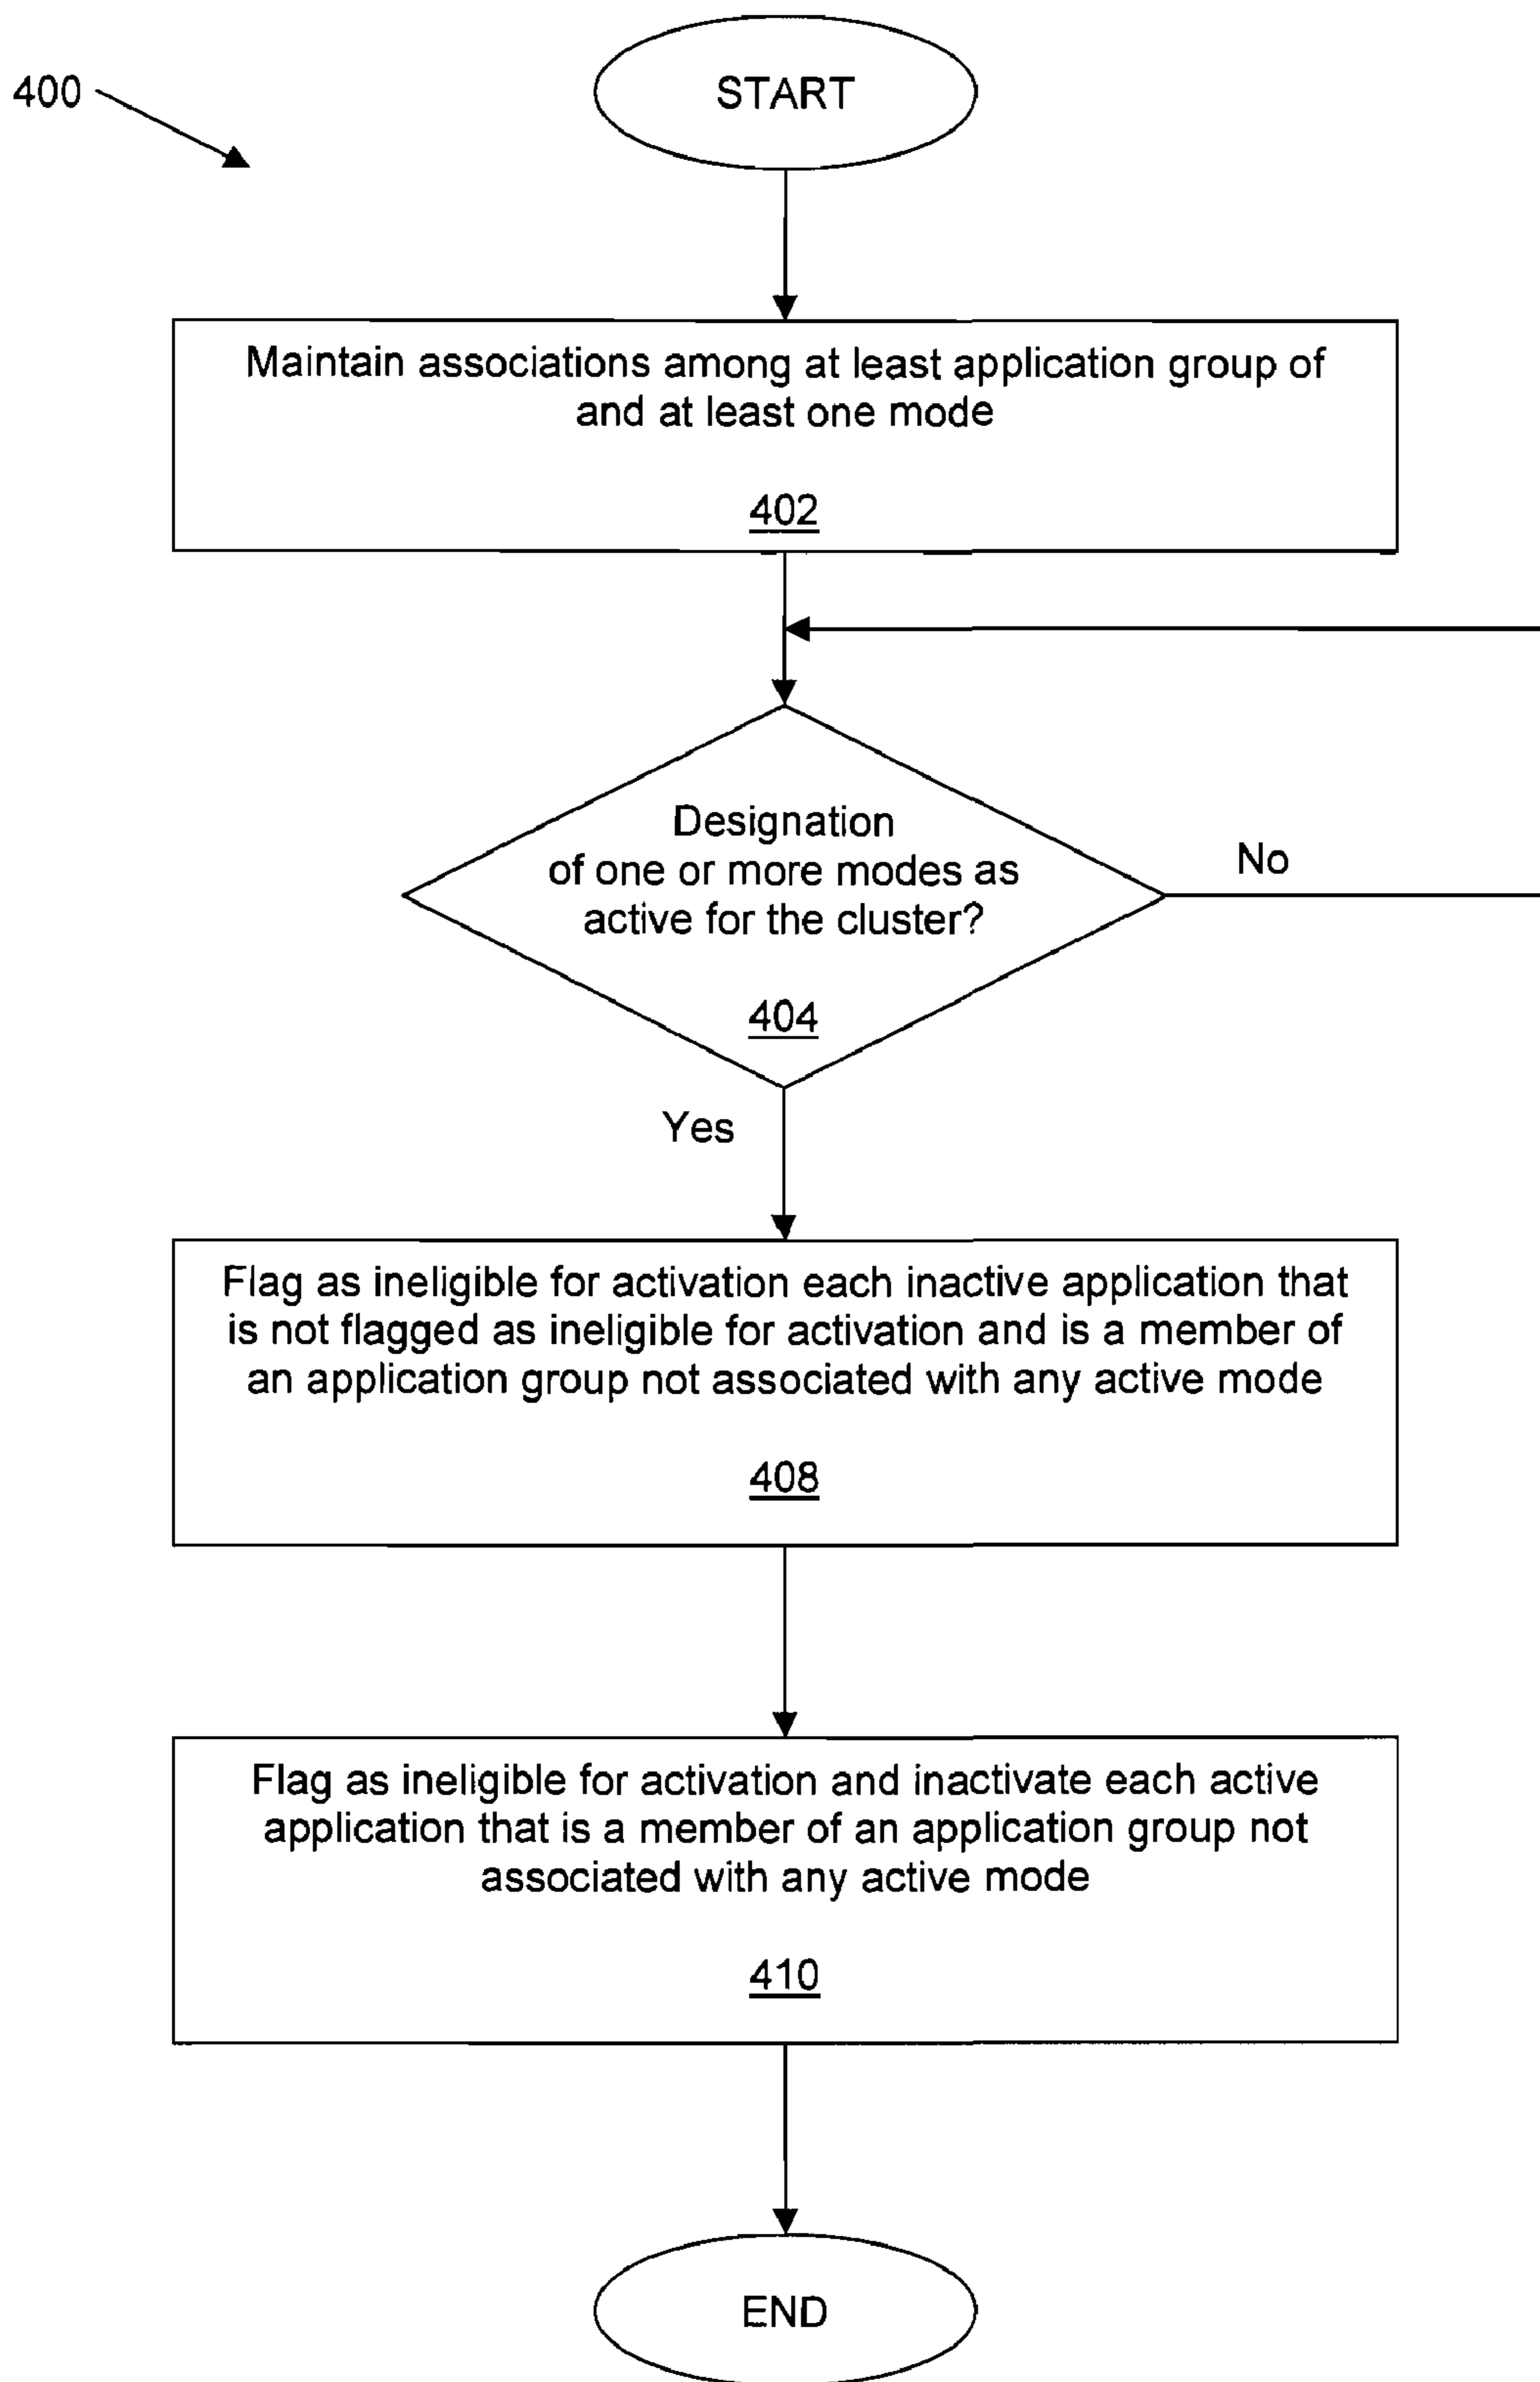 400
START
Maintain associations among at least application group of
and at least one mode
402
Designation
of one or more modes as
active for the cluster?
404
No
Yes
Flag as ineligible for activation each inactive application that
is not flagged as ineligible for activation and is a member of
an application group not associated with any active mode
408
Flag as ineligible for activation and inactivate each active
application that is a member of an application group not
associated with any active mode
410
END